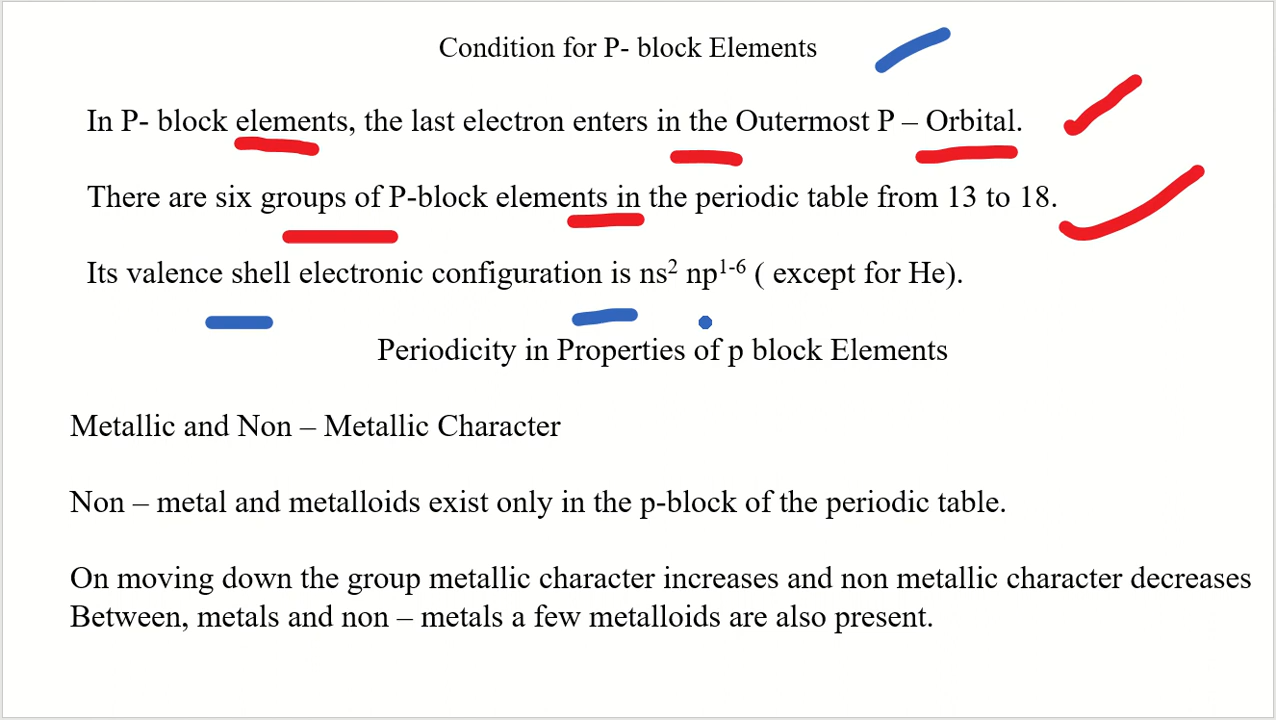 Condition for P- block Elements
In P- block elements, the last electron enters in the Outermost P – Orbital.
There are six groups of P-block elements in the periodic table from 13 to 18.
Its valence shell electronic configuration is ns² np¹⁻⁶ ( except for He).
Periodicity in Properties of p block Elements
Metallic and Non – Metallic Character
Non – metal and metalloids exist only in the p-block of the periodic table.
On moving down the group metallic character increases and non metallic character decreases
Between, metals and non – metals a few metalloids are also present.